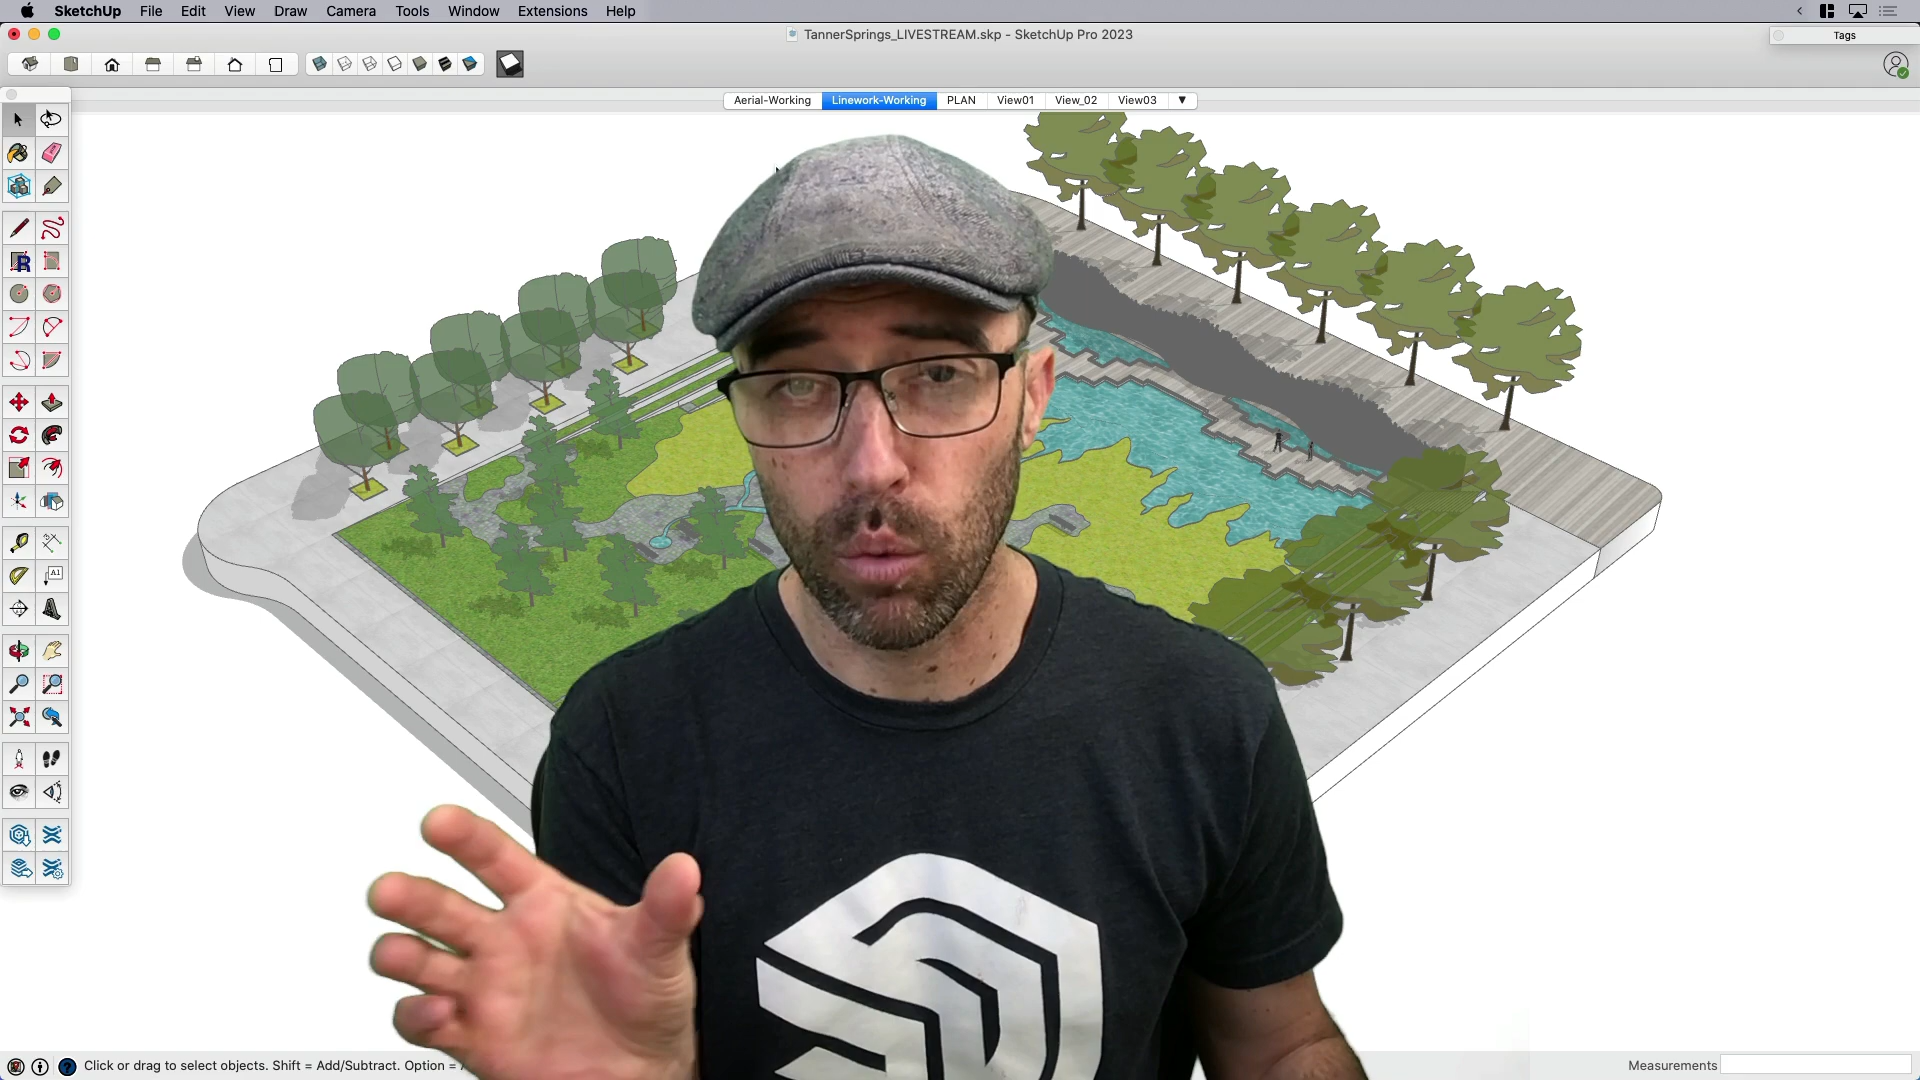 SketchUp File Edit View Draw Camera Tools Window Extensions Help
TannerSprings_LIVESTREAM.skp - SketchUp Pro 2023
Tags
Aerial-Working Linework-Working PLAN View01 View_02 View03
R
A1
Click or drag to select objects. Shift = Add/Subtract. Option =
Measurements